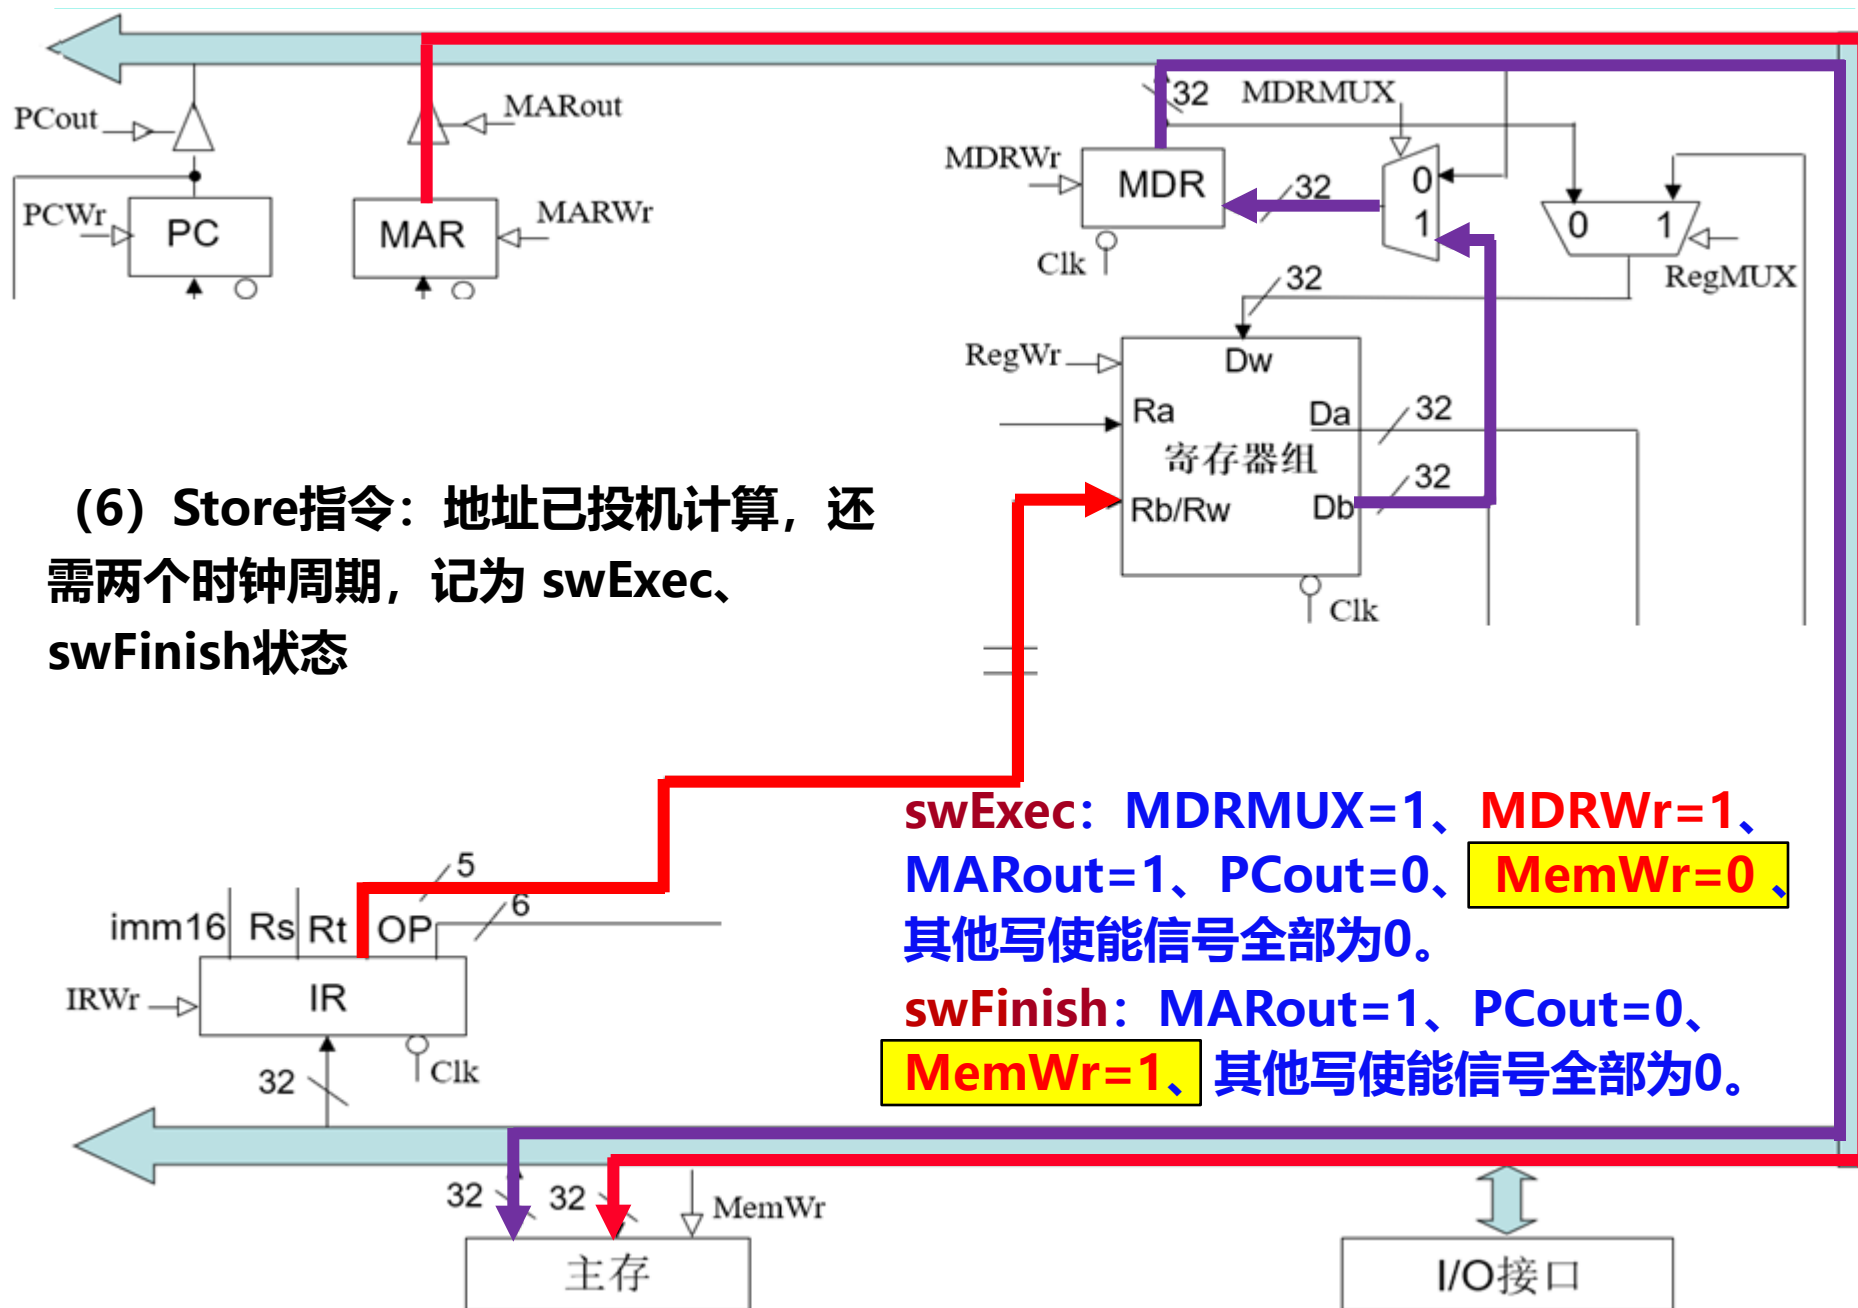 32
MDRMUX
PCout
MARout
MDRWr
MDR
32
0
1
0
1
PCWr
PC
MAR
MARWr
Clk
RegMUX
32
RegWr
Dw
Ra
Da
32
寄存器组
Rb/Rw
Db
32
Clk
（6）Store指令：地址已投机计算，还
需两个时钟周期，记为 swExec、
swFinish状态
swExec：MDRMUX=1、MDRWr=1、
MARout=1、PCout=0、 MemWr=0 、
其他写使能信号全部为0。
swFinish：MARout=1、PCout=0、
MemWr=1、其他写使能信号全部为0。
5
6
imm16
Rs
Rt
OP
IRWr
IR
Clk
32
32
32
MemWr
主存
I/O接口